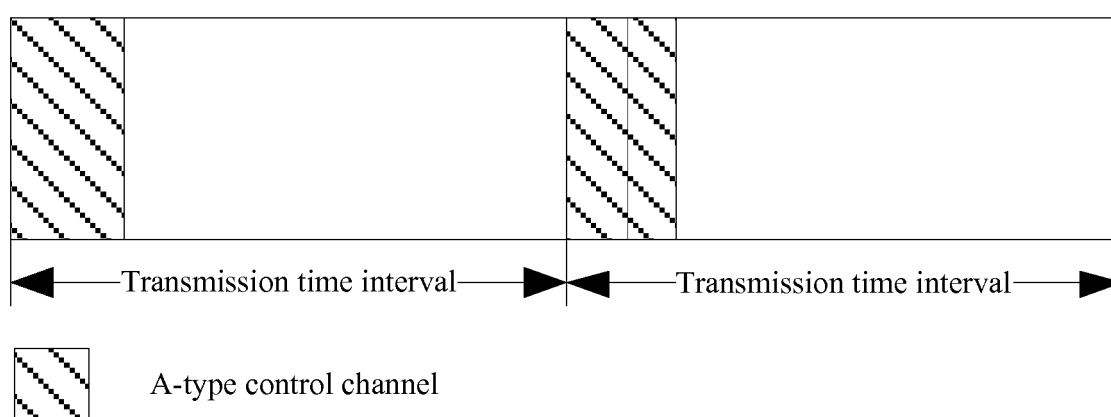 Transmission time interval Transmission time interval
A-type control channel